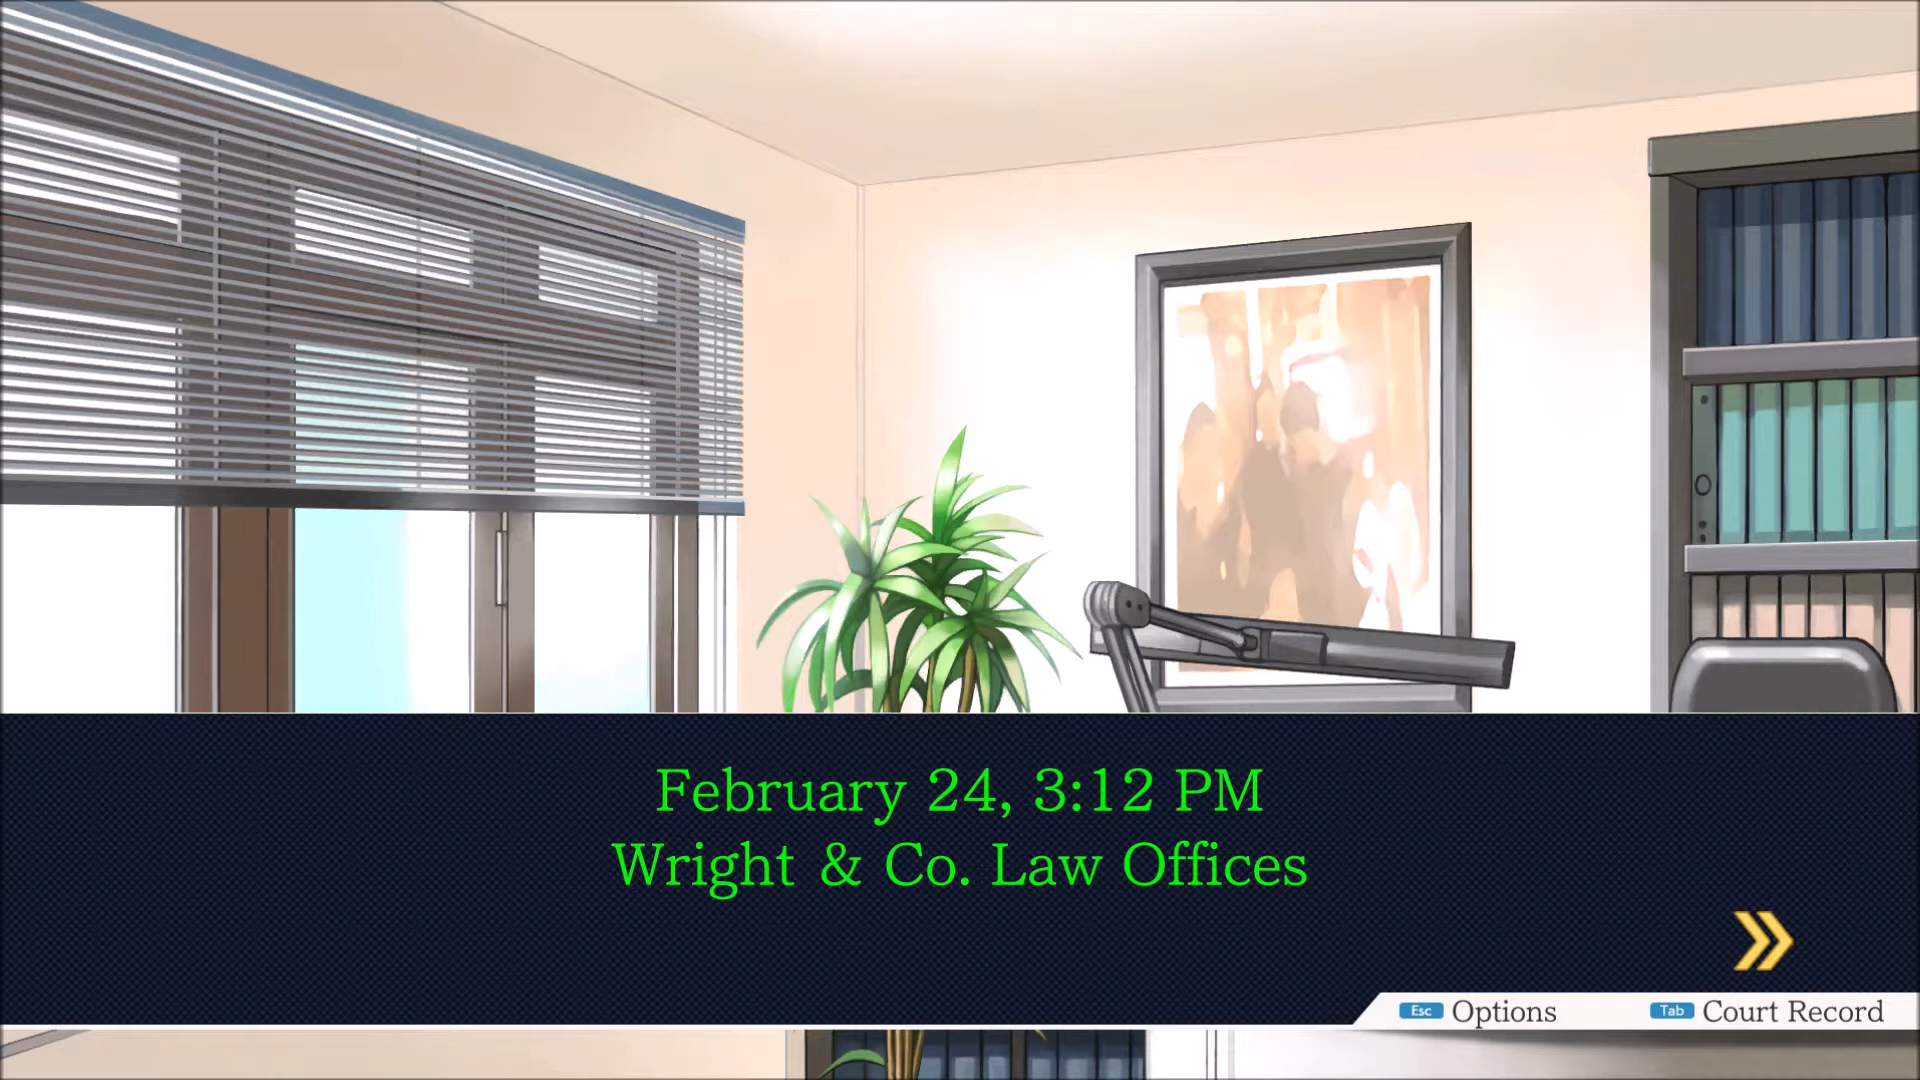 February 24, 3:12 PM
Wright & Co. Law Offices
Esc Options Tab Court Record